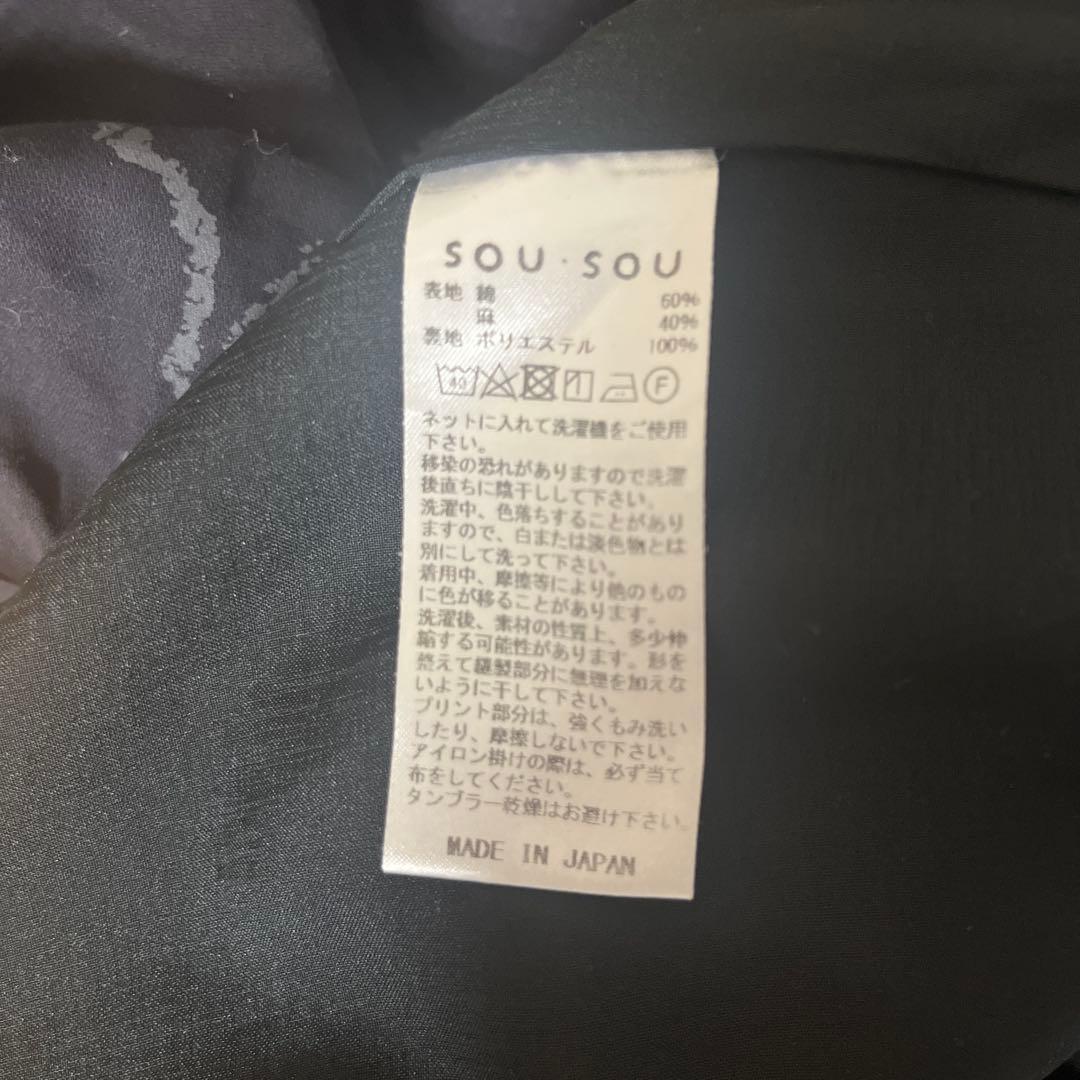 SOU・SOU
表地 綿 60%
麻 40%
裏地 ポリエステル 100%
40 F
ネットに入れて洗濯機をご使用
下さい。
移染の恐れがありますので洗濯
後直ちに陰干しして下さい。
洗濯中、色落ちすることがあり
ますので、白または淡色物とは
別にして洗って下さい。
着用中、摩擦等により他のもの
に色が移ることがあります。
洗濯後、素材の性質上、多少伸
縮する可能性があります。形を
整えて縫製部分に無理を加えな
いように干して下さい。
プリント部分は、強くもみ洗い
したり、摩擦しないで下さい。
アイロン掛けの際は、必ず当て
布をしてください。
タンブラー乾燥はお避け下さい。
MADE IN JAPAN